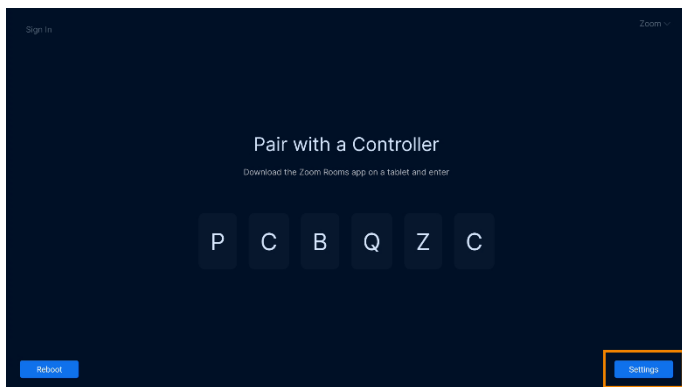 Sign In
Zoom
Pair with a Controller
Download the Zoom Rooms app on a tablet and enter
P C B Q Z C
Reboot
Settings